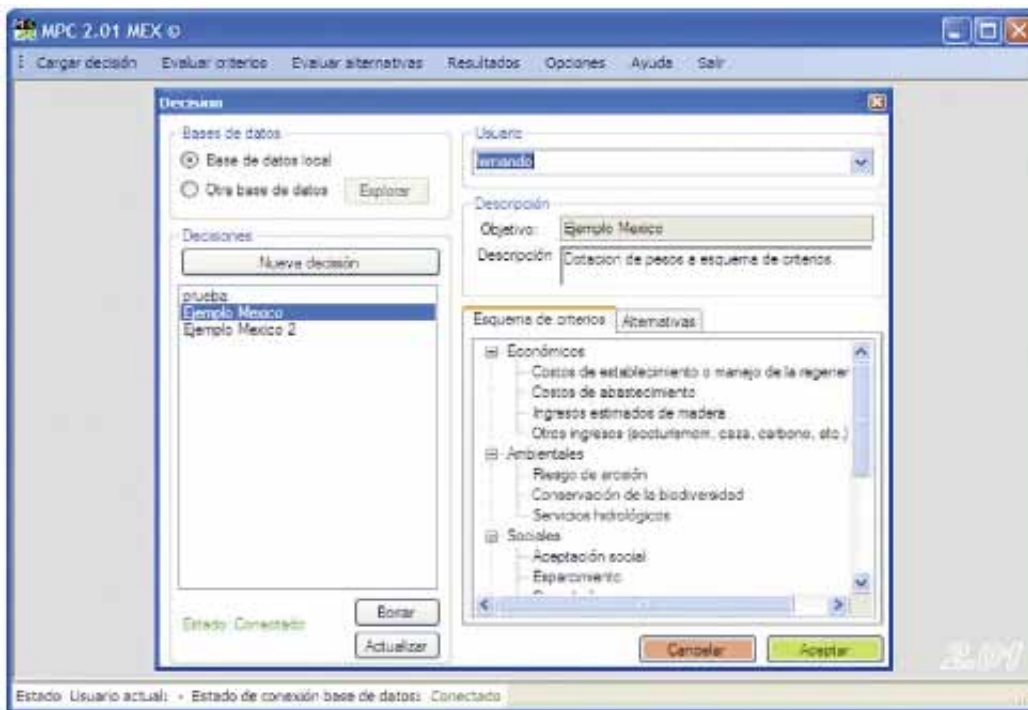 MPC 2.01 MEX ©
Cargar decisión Evaluar criterios Evaluar alternativas Resultados Opciones Ayuda Salir
Decision
Bases de datos
Base de datos local
Otra base de datos Explorar
Decisiones
Nueva decisión
prueba
Ejemplo Mexico
Ejemplo Mexico 2
Estado: Conectado
Borrar
Actualizar
Usuario
fernando
Descripción
Objetivo: Ejemplo Mexico
Descripción Dotacion de pesos a esquema de criterios.
Esquema de criterios Alternativas
Económicos
Costos de establecimiento o manejo de la regener
Costos de abastecimiento
Ingresos estimados de madera
Otros ingresos (ecoturismom, caza, carbono, etc.)
Ambientales
Riesgo de erosión
Conservación de la biodiversidad
Servicios hidrológicos
Sociales
Aceptación social
Esparcimiento
Cancelar Aceptar
2.01
Estado Usuario actual: - Estado de conexión base de datos: Conectado